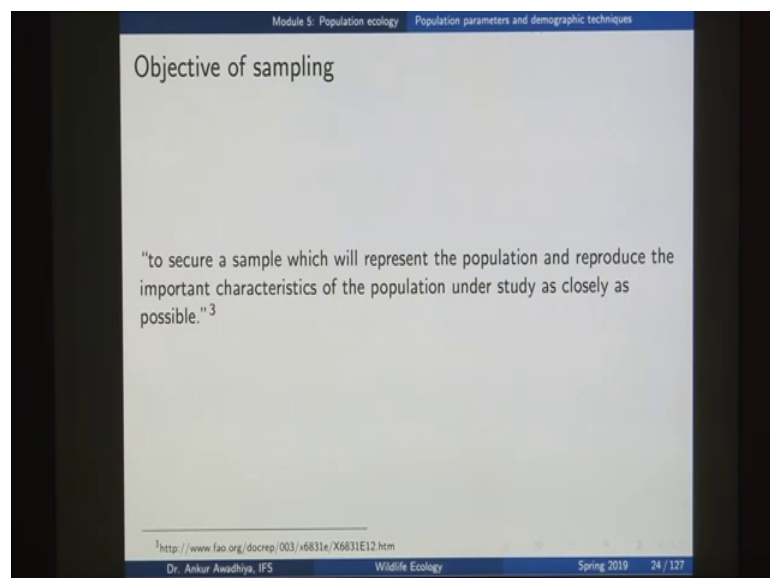 Module 5: Population ecology Population parameters and demographic techniques
Objective of sampling
“to secure a sample which will represent the population and reproduce the
important characteristics of the population under study as closely as
possible.”3
3http://www.fao.org/docrep/003/x6831e/X6831E12.htm
Dr. Ankur Awadhiya, IFS Wildlife Ecology Spring 2019 24 / 127